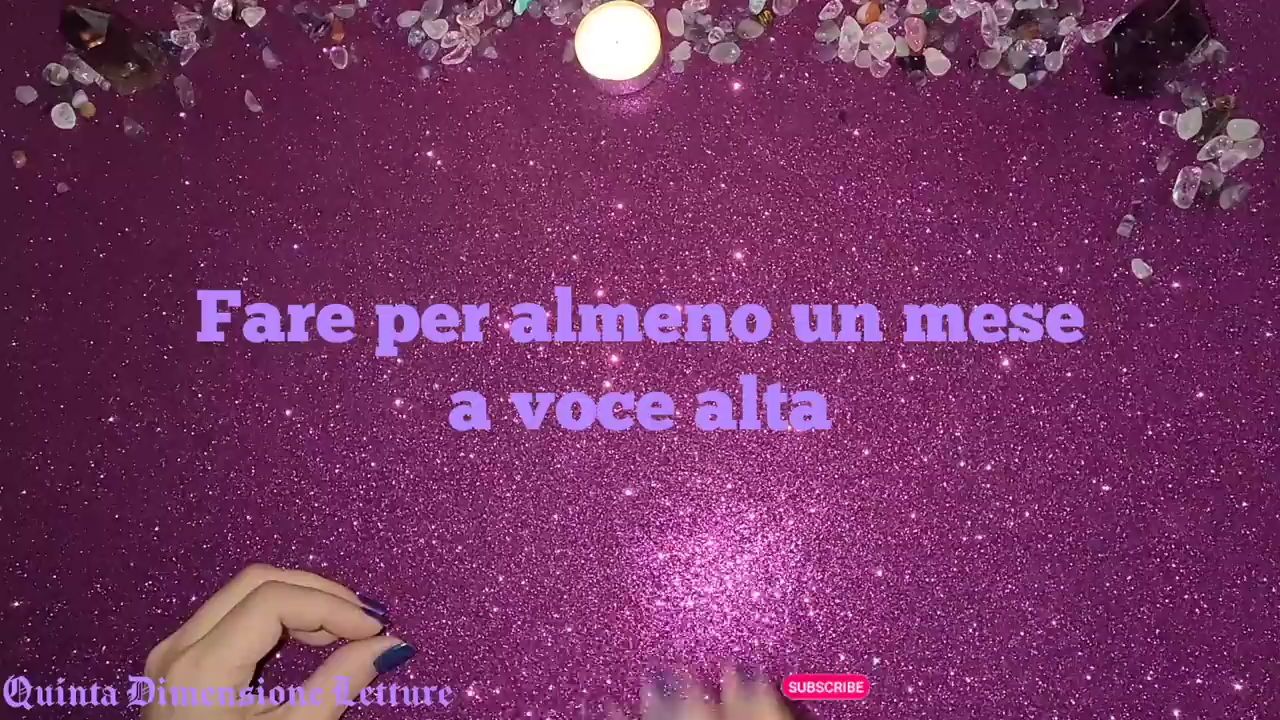 Fare per almeno un mese
a voce alta
Quinta Dimensione Letture
SUBSCRIBE